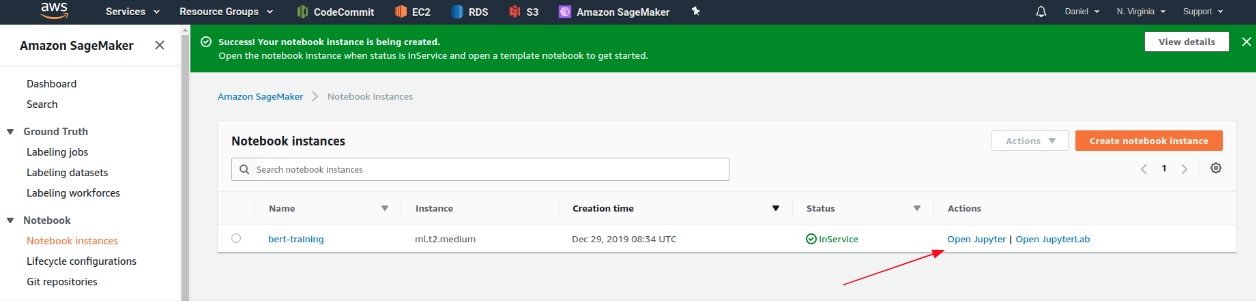 aws
Services
Resource Groups
CodeCommit
EC2
RDS
S3
Amazon SageMaker
Daniel
N. Virginia
Support
Amazon SageMaker
Dashboard
Search
Ground Truth
Labeling jobs
Labeling datasets
Labeling workforces
Notebook
Notebook instances
Lifecycle configurations
Git repositories
Success! Your notebook instance is being created.
Open the notebook instance when status is InService and open a template notebook to get started.
View details
Amazon SageMaker
Notebook instances
Notebook instances
Actions
Create notebook instance
Search notebook instances
1
Name Instance Creation time Status Actions
bert-training ml.t2.medium Dec 29, 2019 08:34 UTC InService Open Jupyter | Open JupyterLab